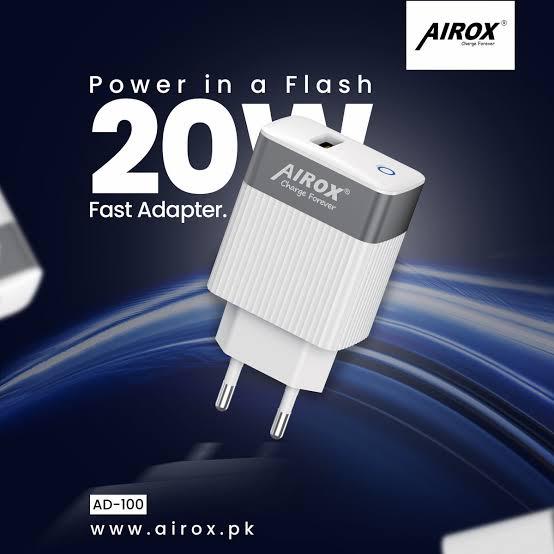 AIROX®
Charge Forever
Power in a Flash
20W
Fast Adapter.
AIROX®
Charge Forever
AD-100
www.airox.pk